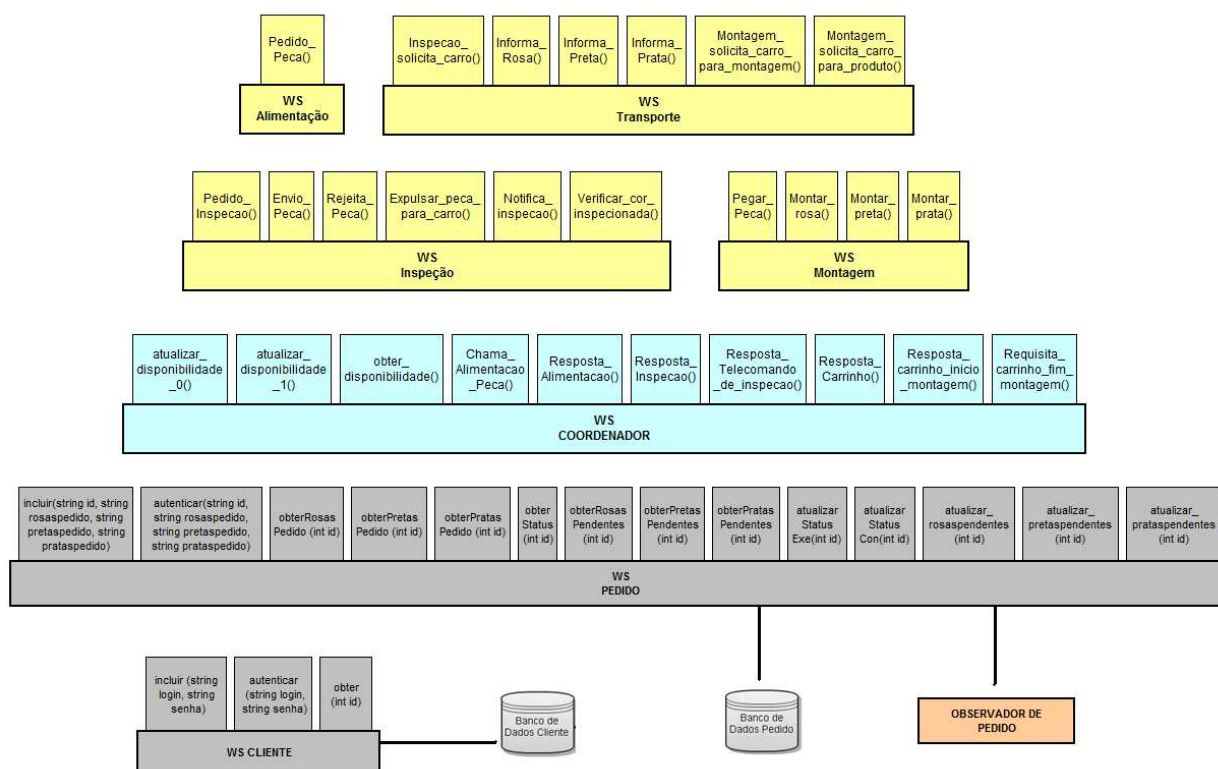 Pedido_
Peca()
Inspecao_
solicita_carro()
Informa_
Rosa()
Informa_
Preta()
Informa_
Prata()
Montagem_
solicita_carro_
para_montagem()
Montagem_
solicita_carro_
para_produto()
WS
Alimentação
WS
Transporte
Pedido_
Inspecao()
Envio_
Peca()
Rejeita_
Peca()
Expulsar_peca_
para_carro()
Notifica_
inspecao()
Verificar_cor_
inspecionada()
Pegar_
Peca()
Montar_
rosa()
Montar_
preta()
Montar_
prata()
WS
Inspeção
WS
Montagem
atualizar_
disponibilidade
_0()
atualizar_
disponibilidade
_1()
obter
_disponibilidade()
Chama_
Alimentacao
_Peca()
Resposta_
Alimentacao()
Resposta_
Inspecao()
Resposta_
Telecomando
_de_inspecao()
Resposta_
Carrinho()
Resposta_
carrinho_inicio
_montagem()
Requisita_
carrinho_fim_
montagem()
WS
COORDENADOR
incluir(string id, string
rosaspedido, string
pretaspedido, string
prataspedido)
autenticar(string id,
string rosaspedido,
string pretaspedido,
string prataspedido)
obterRosas
Pedido (int id)
obterPretas
Pedido (int id)
obterPratas
Pedido (int id)
obter
Status
(int id)
obterRosas
Pendentes
(int id)
obterPretas
Pendentes
(int id)
obterPratas
Pendentes
(int id)
atualizar
Status
Exe(int id)
atualizar
Status
Con(int id)
atualizar_
rosaspendentes
(int id)
atualizar_
pretaspendentes
(int id)
atualizar_
prataspendentes
(int id)
WS
PEDIDO
incluir (string
login, string
senha)
autenticar
(string login,
string senha)
obter
(int id)
WS CLIENTE
Banco de
Dados Cliente
Banco de
Dados Pedido
OBSERVADOR DE
PEDIDO